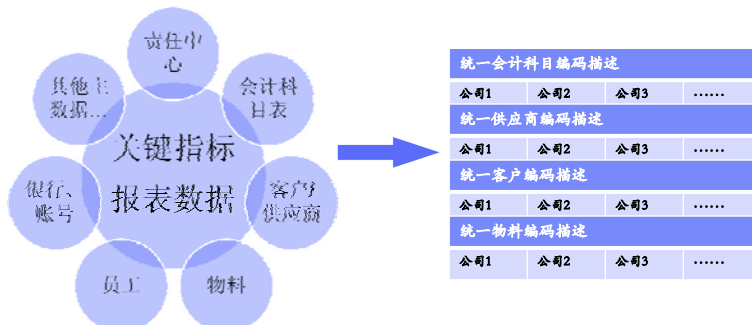 责任中
心
会计科
目表
客户/
供应商
物料
员工
银行、
账号
其他主
数据...
关键指标
报表数据
统一会计科目编码描述
公司1 公司2 公司3 ……
统一供应商编码描述
公司1 公司2 公司3 ……
统一客户编码描述
公司1 公司2 公司3 ……
统一物料编码描述
公司1 公司2 公司3 ……